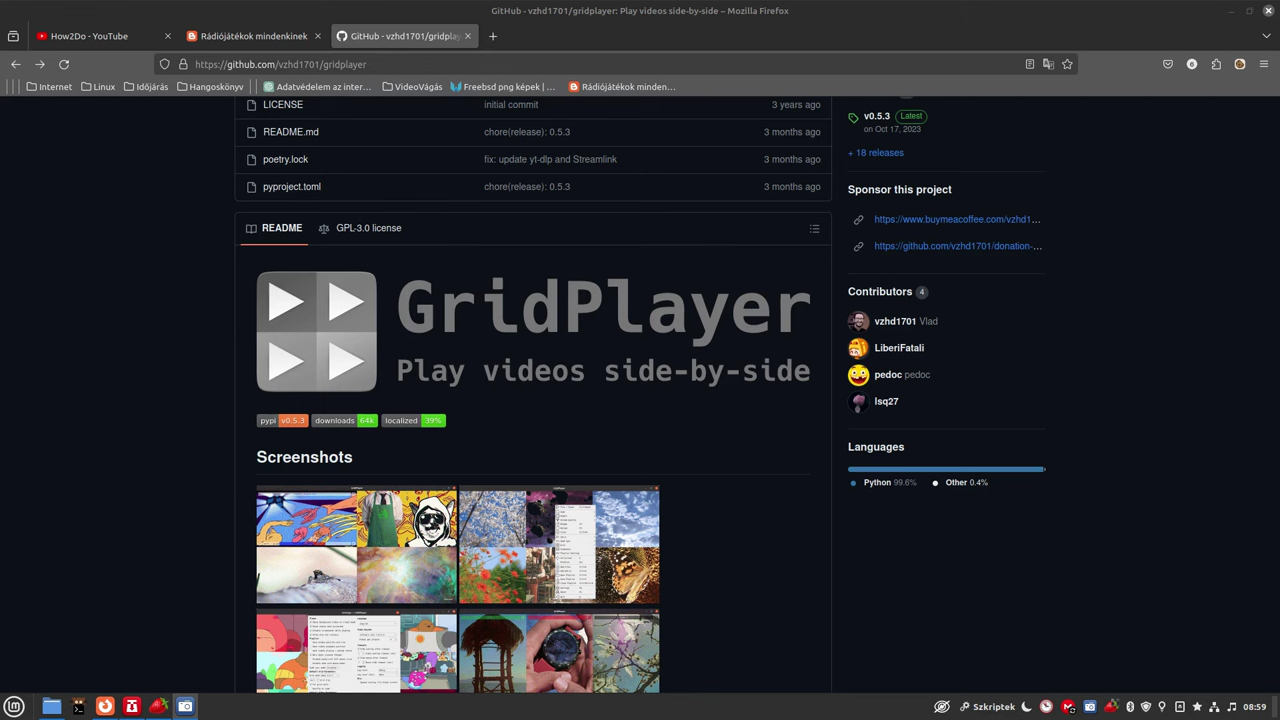 GitHub - vzhd1701/gridplayer: Play videos side-by-side – Mozilla Firefox
How2Do - YouTube
Rádiójátékok mindenkinek
GitHub - vzhd1701/gridplay
https://github.com/vzhd1701/gridplayer
Internet
Linux
Időjárás
Hangoskönyv
Adatvédelem az inter…
VideoVágás
Freebsd png képek | …
Rádiójátékok minden…
LICENSE
initial commit
3 years ago
README.md
chore(release): 0.5.3
3 months ago
poetry.lock
fix: update yt-dlp and Streamlink
3 months ago
pyproject.toml
chore(release): 0.5.3
3 months ago
README
GPL-3.0 license
GridPlayer
Play videos side-by-side
pypi v0.5.3
downloads 64k
localized 39%
Screenshots
v0.5.3 Latest
on Oct 17, 2023
+ 18 releases
Sponsor this project
https://www.buymeacoffee.com/vzhd1…
https://github.com/vzhd1701/donation-…
Contributors 4
vzhd1701 Vlad
LiberiFatali
pedoc pedoc
lsq27
Languages
Python 99.6%
Other 0.4%
Szkriptek
08:59